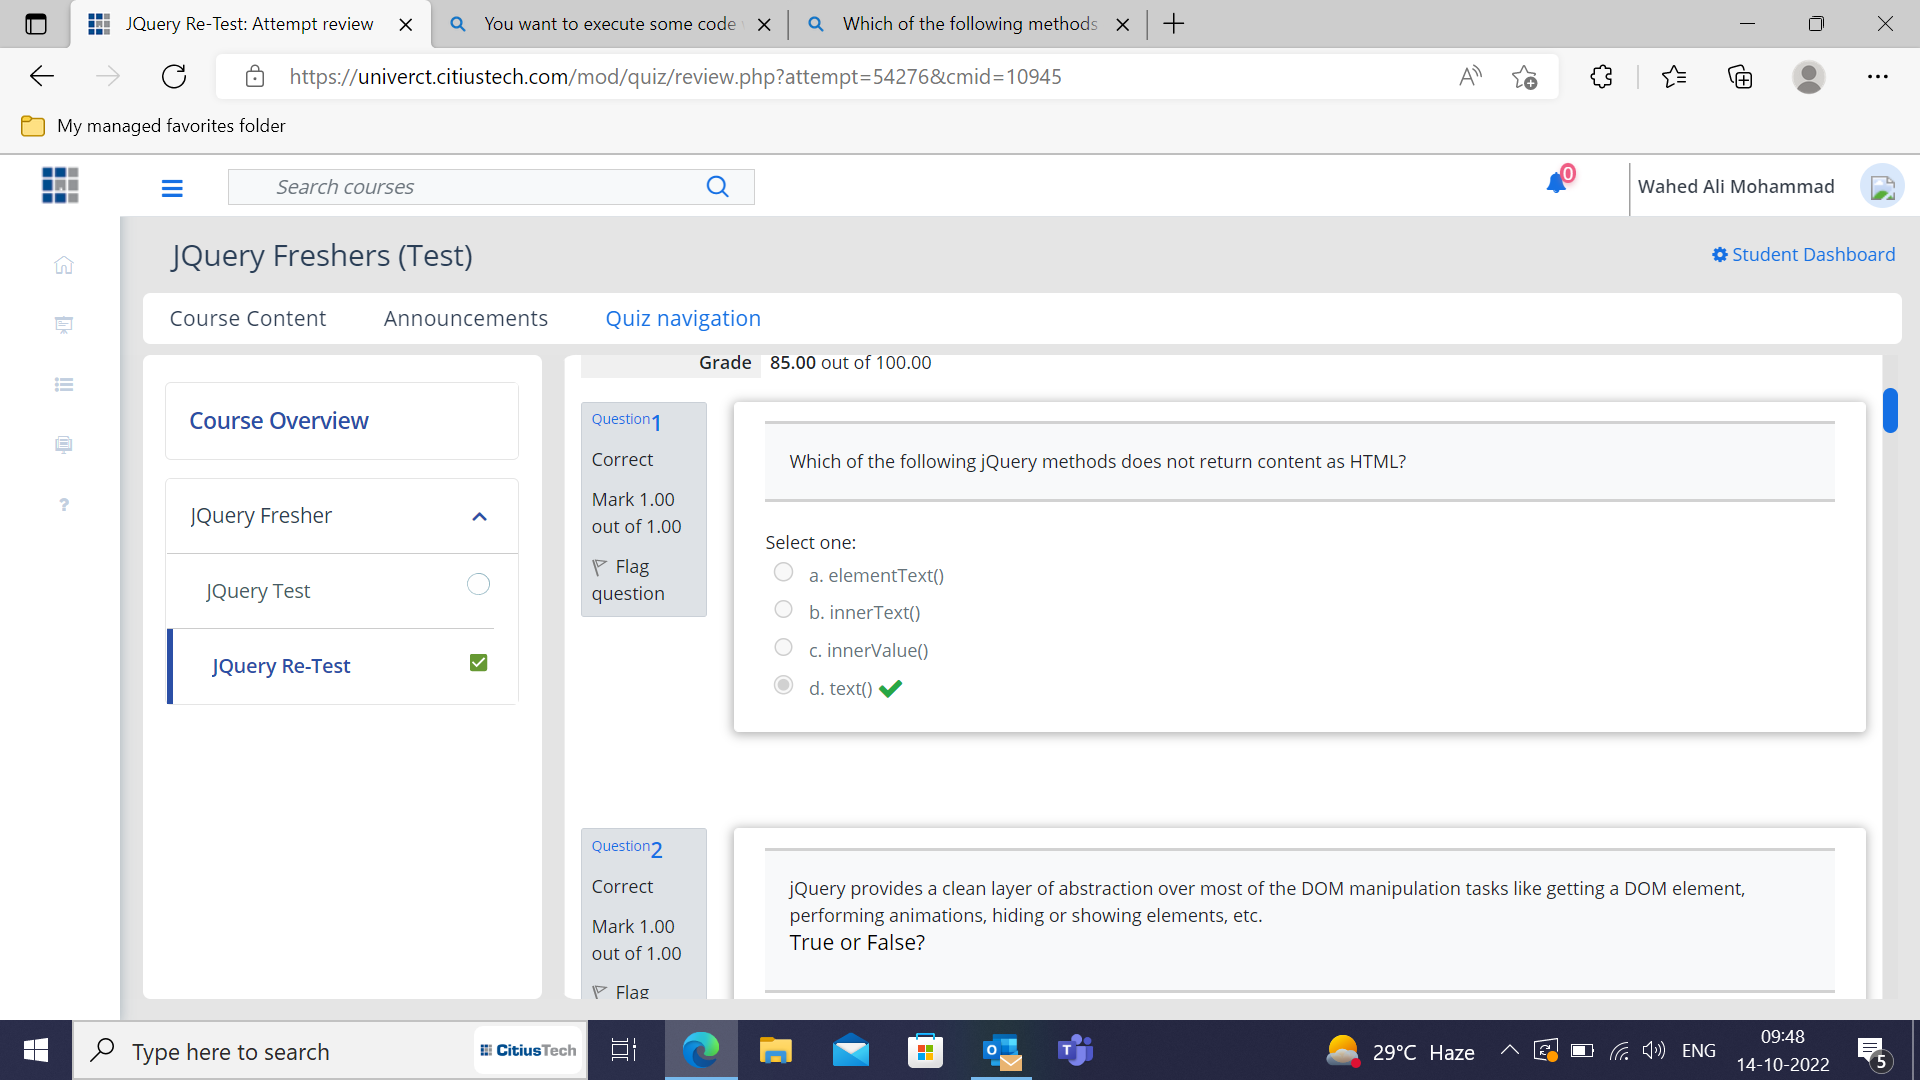 JQuery Re-Test: Attempt review
You want to execute some code
Which of the following methods
https://univerct.citiustech.com/mod/quiz/review.php?attempt=54276&cmid=10945
My managed favorites folder
Search courses
0
Wahed Ali Mohammad
JQuery Freshers (Test)
Student Dashboard
Course Content
Announcements
Quiz navigation
Course Overview
JQuery Fresher
JQuery Test
JQuery Re-Test
Grade 85.00 out of 100.00
Question 1
Correct
Mark 1.00
out of 1.00
Flag
question
Which of the following jQuery methods does not return content as HTML?
Select one:
a. elementText()
b. innerText()
c. innerValue()
d. text()
Question 2
Correct
Mark 1.00
out of 1.00
Flag
jQuery provides a clean layer of abstraction over most of the DOM manipulation tasks like getting a DOM element,
performing animations, hiding or showing elements, etc.
True or False?
Type here to search
CitiusTech
29°C Haze
ENG
09:48
14-10-2022
5